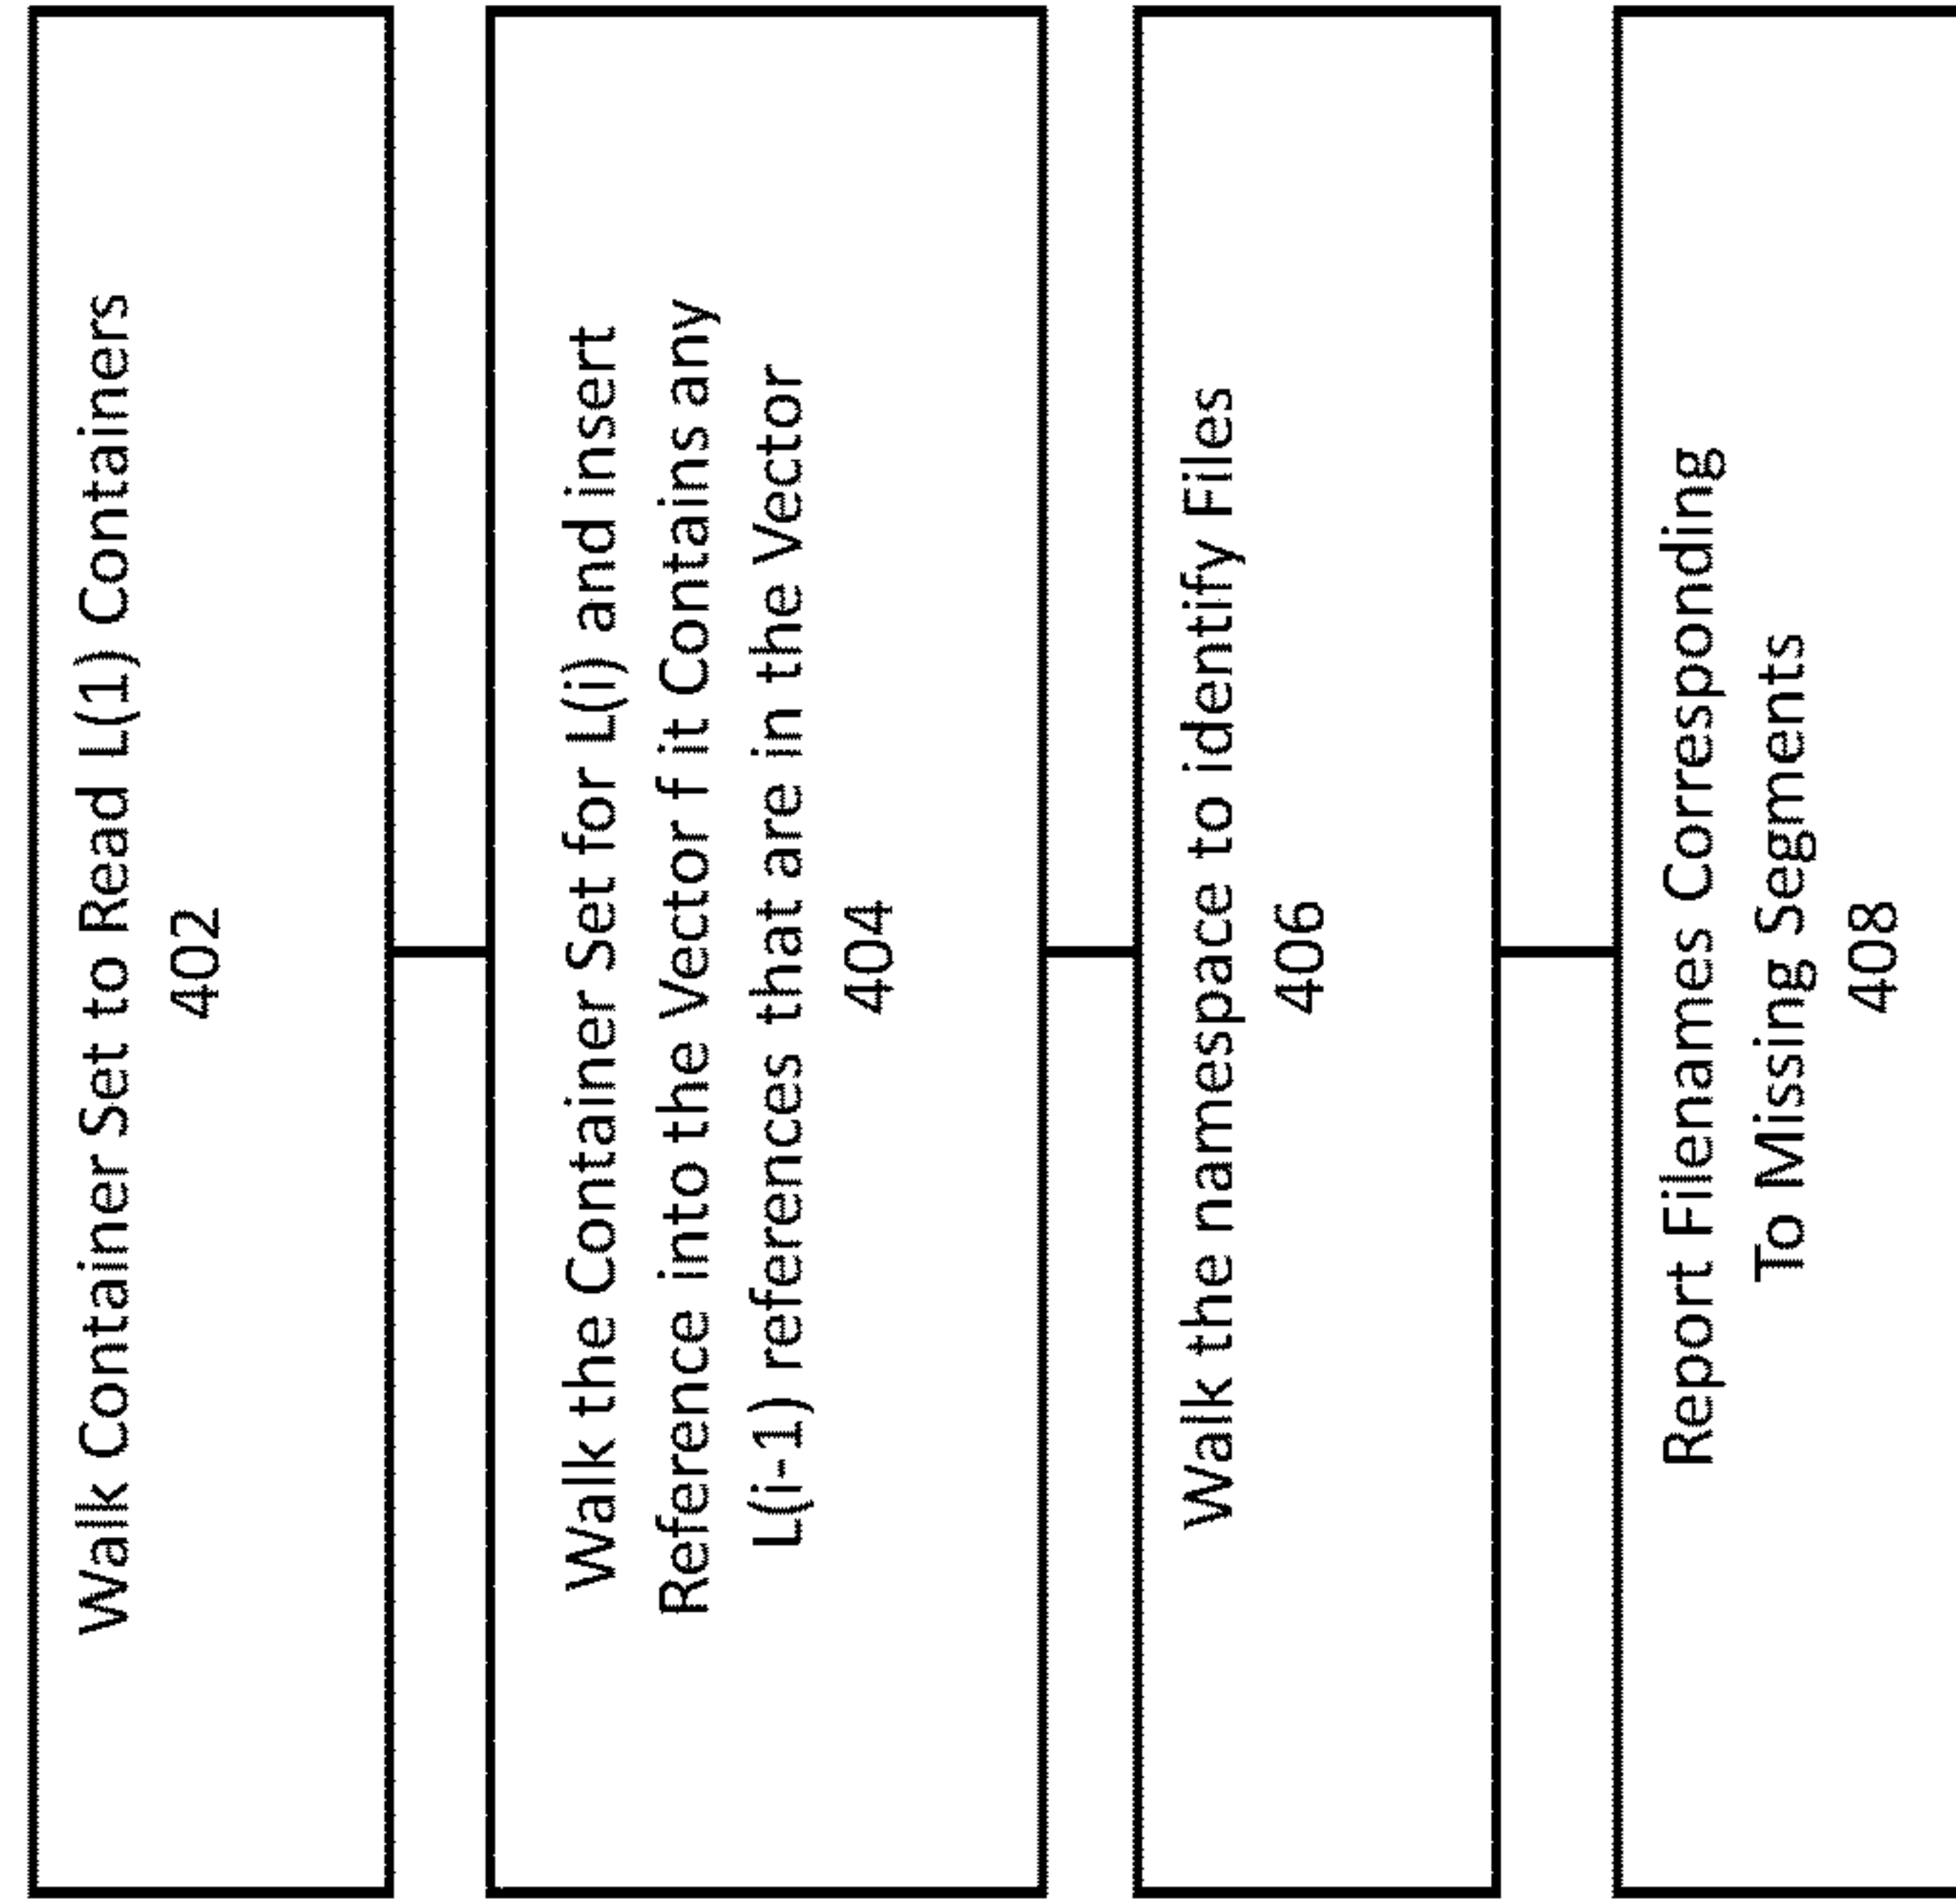 Walk Container Set to Read L(1) Containers
402
Walk the Container Set for L(i) and insert
Reference into the Vector f it Contains any
L(i-1) references that are in the Vector
404
Walk the namespace to identify Files
406
Report Filenames Corresponding
To Missing Segments
408